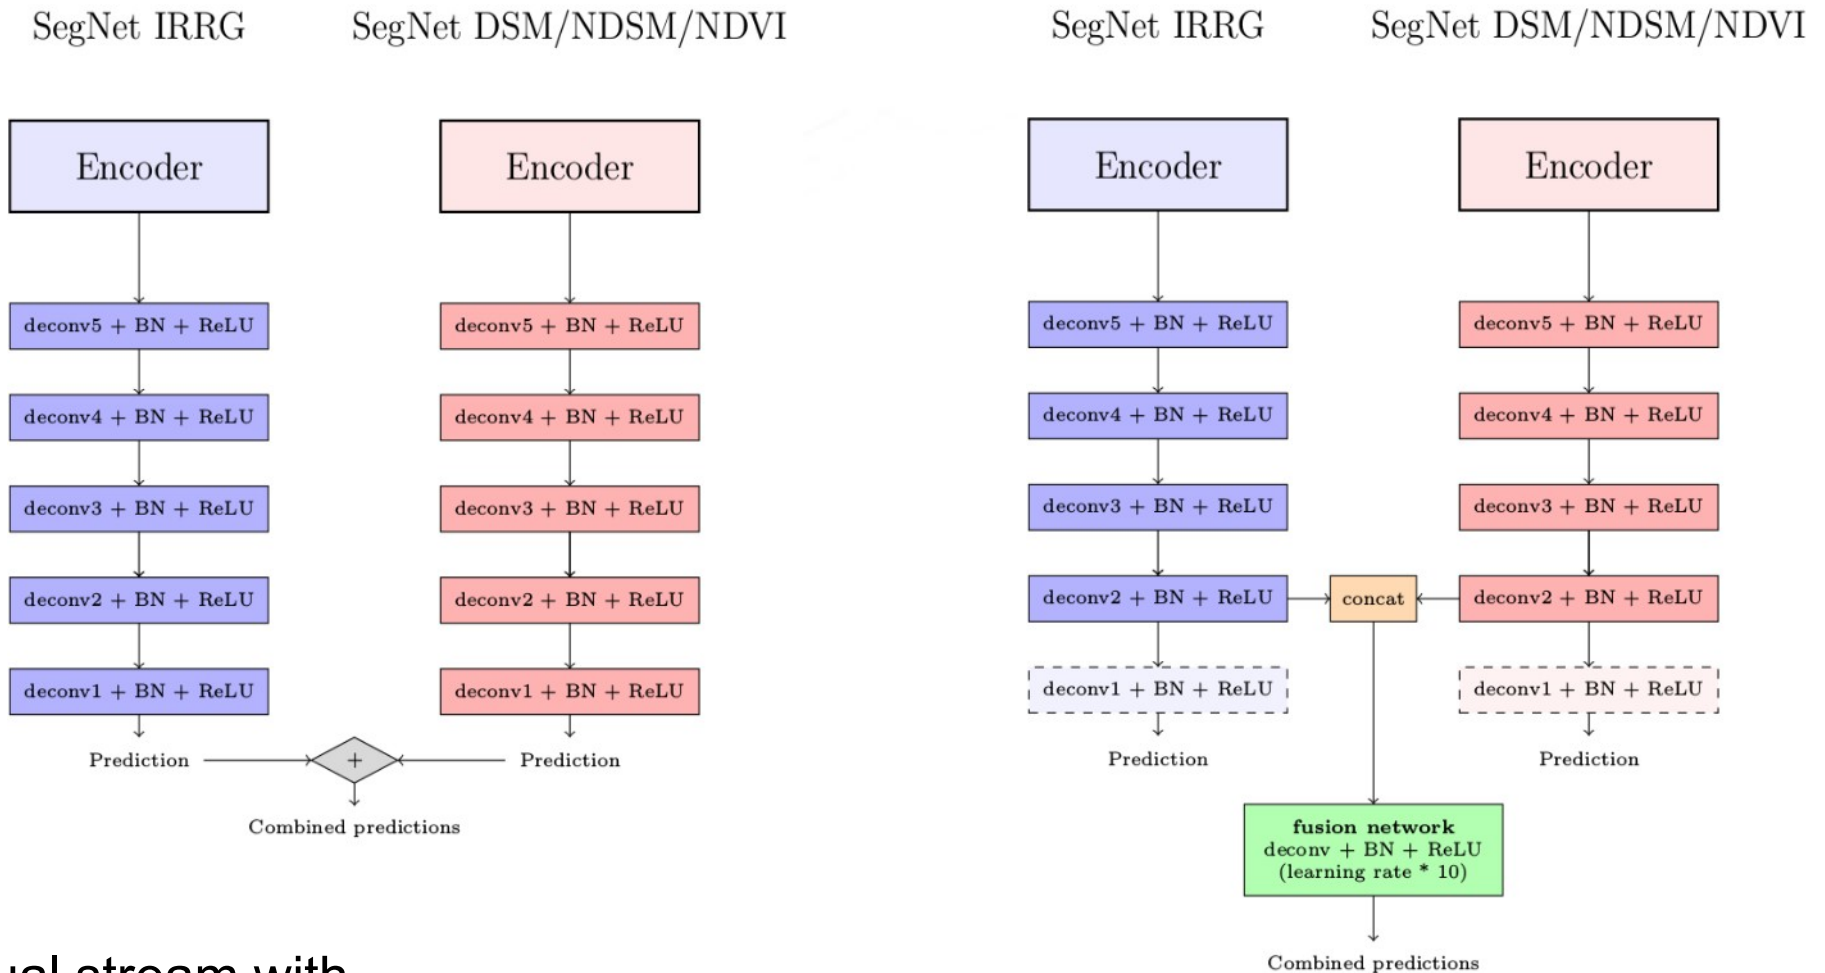 SegNet IRRG
SegNet DSM/NDSM/NDVI
Encoder
Encoder
deconv5 + BN + ReLU
deconv5 + BN + ReLU
deconv4 + BN + ReLU
deconv4 + BN + ReLU
deconv3 + BN + ReLU
deconv3 + BN + ReLU
deconv2 + BN + ReLU
deconv2 + BN + ReLU
deconv1 + BN + ReLU
deconv1 + BN + ReLU
Prediction
+
Prediction
Combined predictions
stream with
SegNet IRRG
SegNet DSM/NDSM/NDVI
Encoder
Encoder
deconv5 + BN + ReLU
deconv5 + BN + ReLU
deconv4 + BN + ReLU
deconv4 + BN + ReLU
deconv3 + BN + ReLU
deconv3 + BN + ReLU
deconv2 + BN + ReLU
concat
deconv2 + BN + ReLU
deconv1 + BN + ReLU
deconv1 + BN + ReLU
Prediction
Prediction
fusion network
deconv + BN + ReLU
(learning rate * 10)
Combined predictions